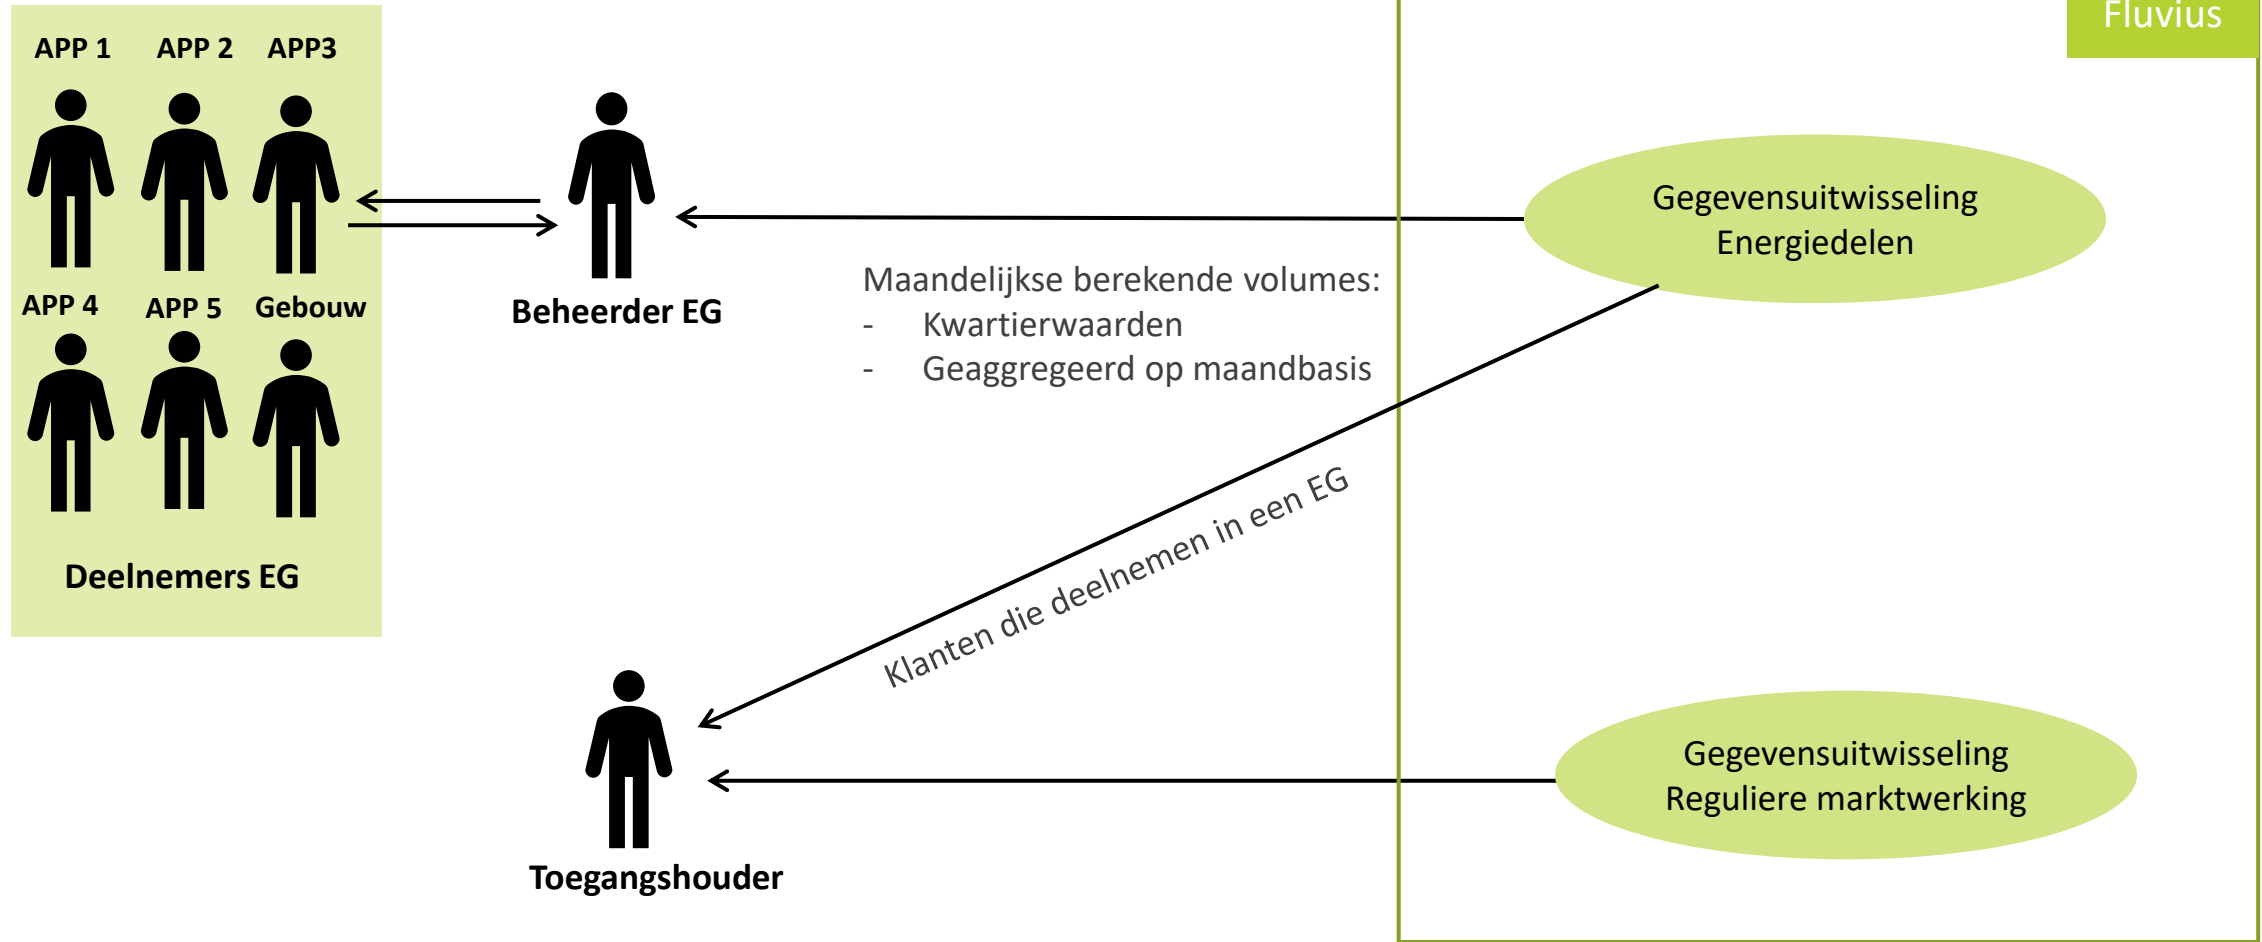 Fluvius
APP 1
APP 2
APP3
APP 4
APP 5
Gebouw
Deelnemers EG
Beheerder EG
Maandelijkse berekende volumes:
- Kwartierwaarden
- Geaggregeerd op maandbasis
Gegevensuitwisseling
Energiedelen
Klanten die deelnemen in een EG
Toegangshouder
Gegevensuitwisseling
Reguliere marktwerking